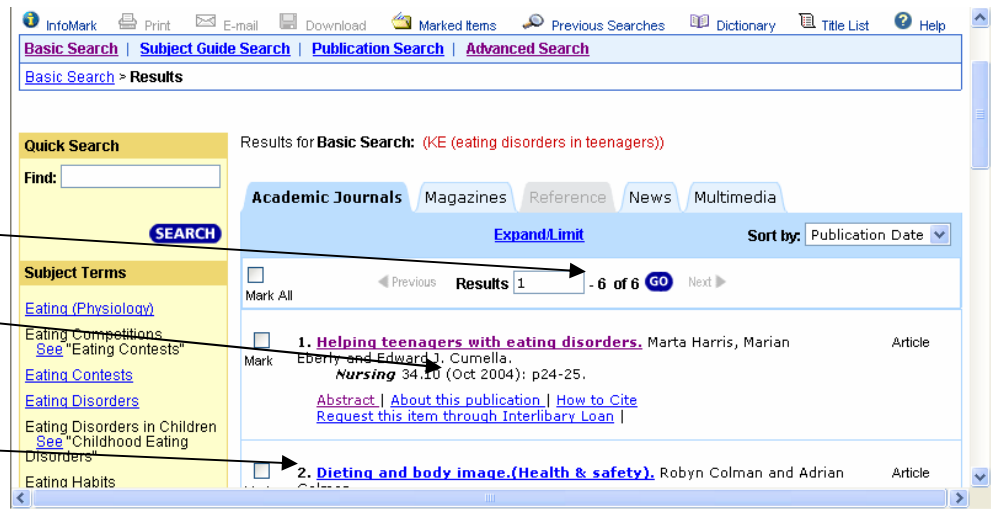 InfoMark Print E-mail Download Marked Items Previous Searches Dictionary Title List Help
Basic Search | Subject Guide Search | Publication Search | Advanced Search
Basic Search > Results
Quick Search
Find:
SEARCH
Subject Terms
Eating (Physiology)
Eating Competitions
See "Eating Contests"
Eating Contests
Eating Disorders
Eating Disorders in Children
See "Childhood Eating
Disorders"
Eating Habits
Results for Basic Search: (KE (eating disorders in teenagers))
Academic Journals Magazines Reference News Multimedia
Expand/Limit Sort by: Publication Date
Mark All Previous Results 1 - 6 of 6 GO Next
Mark
1. Helping teenagers with eating disorders. Marta Harris, Marian Article
Eberly and Edward J. Cumella.
Nursing 34.10 (Oct 2004): p24-25.
Abstract | About this publication | How to Cite
Request this item through Interlibary Loan |
2. Dieting and body image.(Health & safety). Robyn Colman and Adrian Article